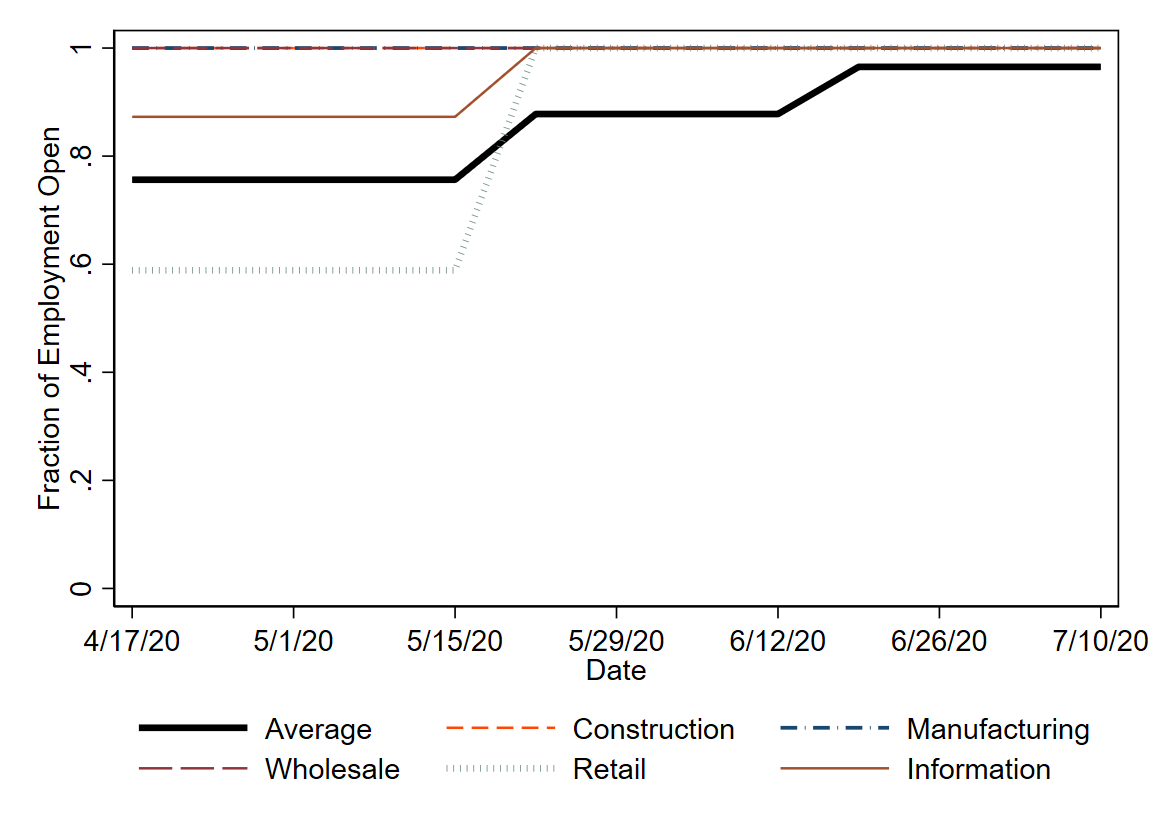 Fraction of Employment Open
1
.8
.6
.4
.2
0
4/17/20 5/1/20 5/15/20 5/29/20 6/12/20 6/26/20 7/10/20
Date
Average Construction Manufacturing
Wholesale Retail Information